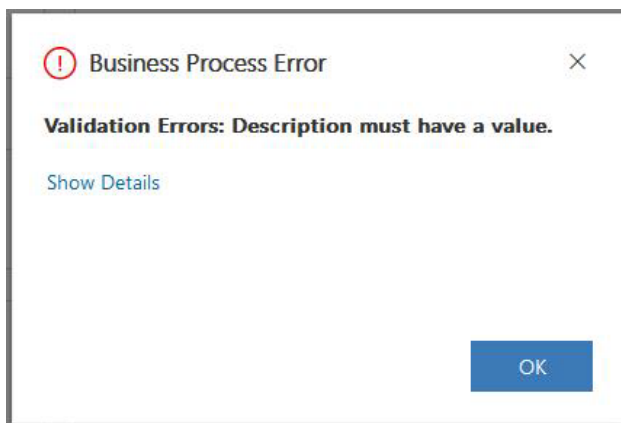 Business Process Error
Validation Errors: Description must have a value.
Show Details
OK